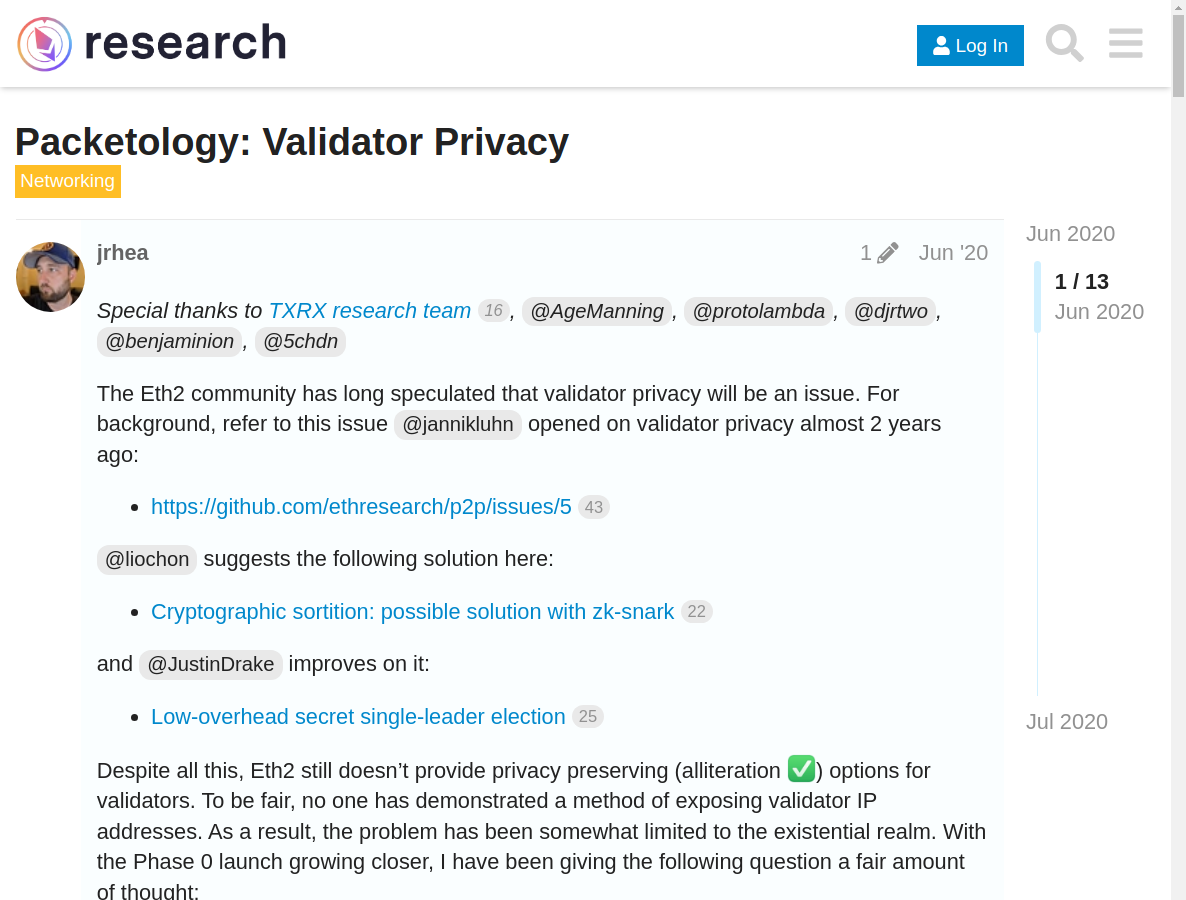 research
Log In
Packetology: Validator Privacy
Networking
Jun 2020
jrhea
1
Jun '20
1 / 13
Jun 2020
Special thanks to TXRX research team 16, @AgeManning, @protolambda, @djrtwo,
@benjaminion, @5chdn
The Eth2 community has long speculated that validator privacy will be an issue. For
background, refer to this issue @jannikluhn opened on validator privacy almost 2 years
ago:
• https://github.com/ethresearch/p2p/issues/5 43
@liochon suggests the following solution here:
• Cryptographic sortition: possible solution with zk-snark 22
and @JustinDrake improves on it:
• Low-overhead secret single-leader election 25
Jul 2020
Despite all this, Eth2 still doesn’t provide privacy preserving (alliteration ✅) options for
validators. To be fair, no one has demonstrated a method of exposing validator IP
addresses. As a result, the problem has been somewhat limited to the existential realm. With
the Phase 0 launch growing closer, I have been giving the following question a fair amount
of thought: